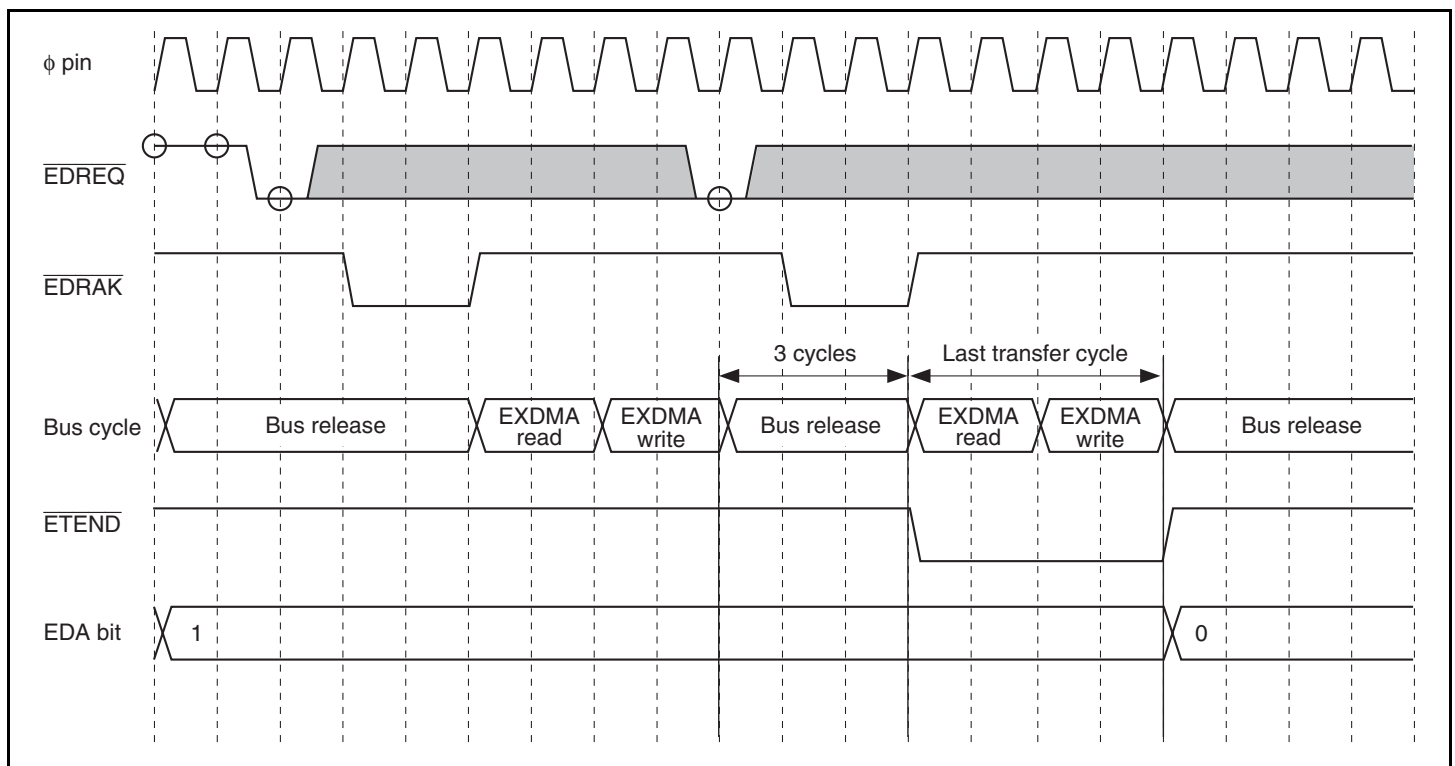 ϕ pin
EDREQ
EDRAK
3 cycles
Last transfer cycle
Bus cycle
Bus release
EXDMA
read
EXDMA
write
Bus release
EXDMA
read
EXDMA
write
Bus release
ETEND
EDA bit
1
0